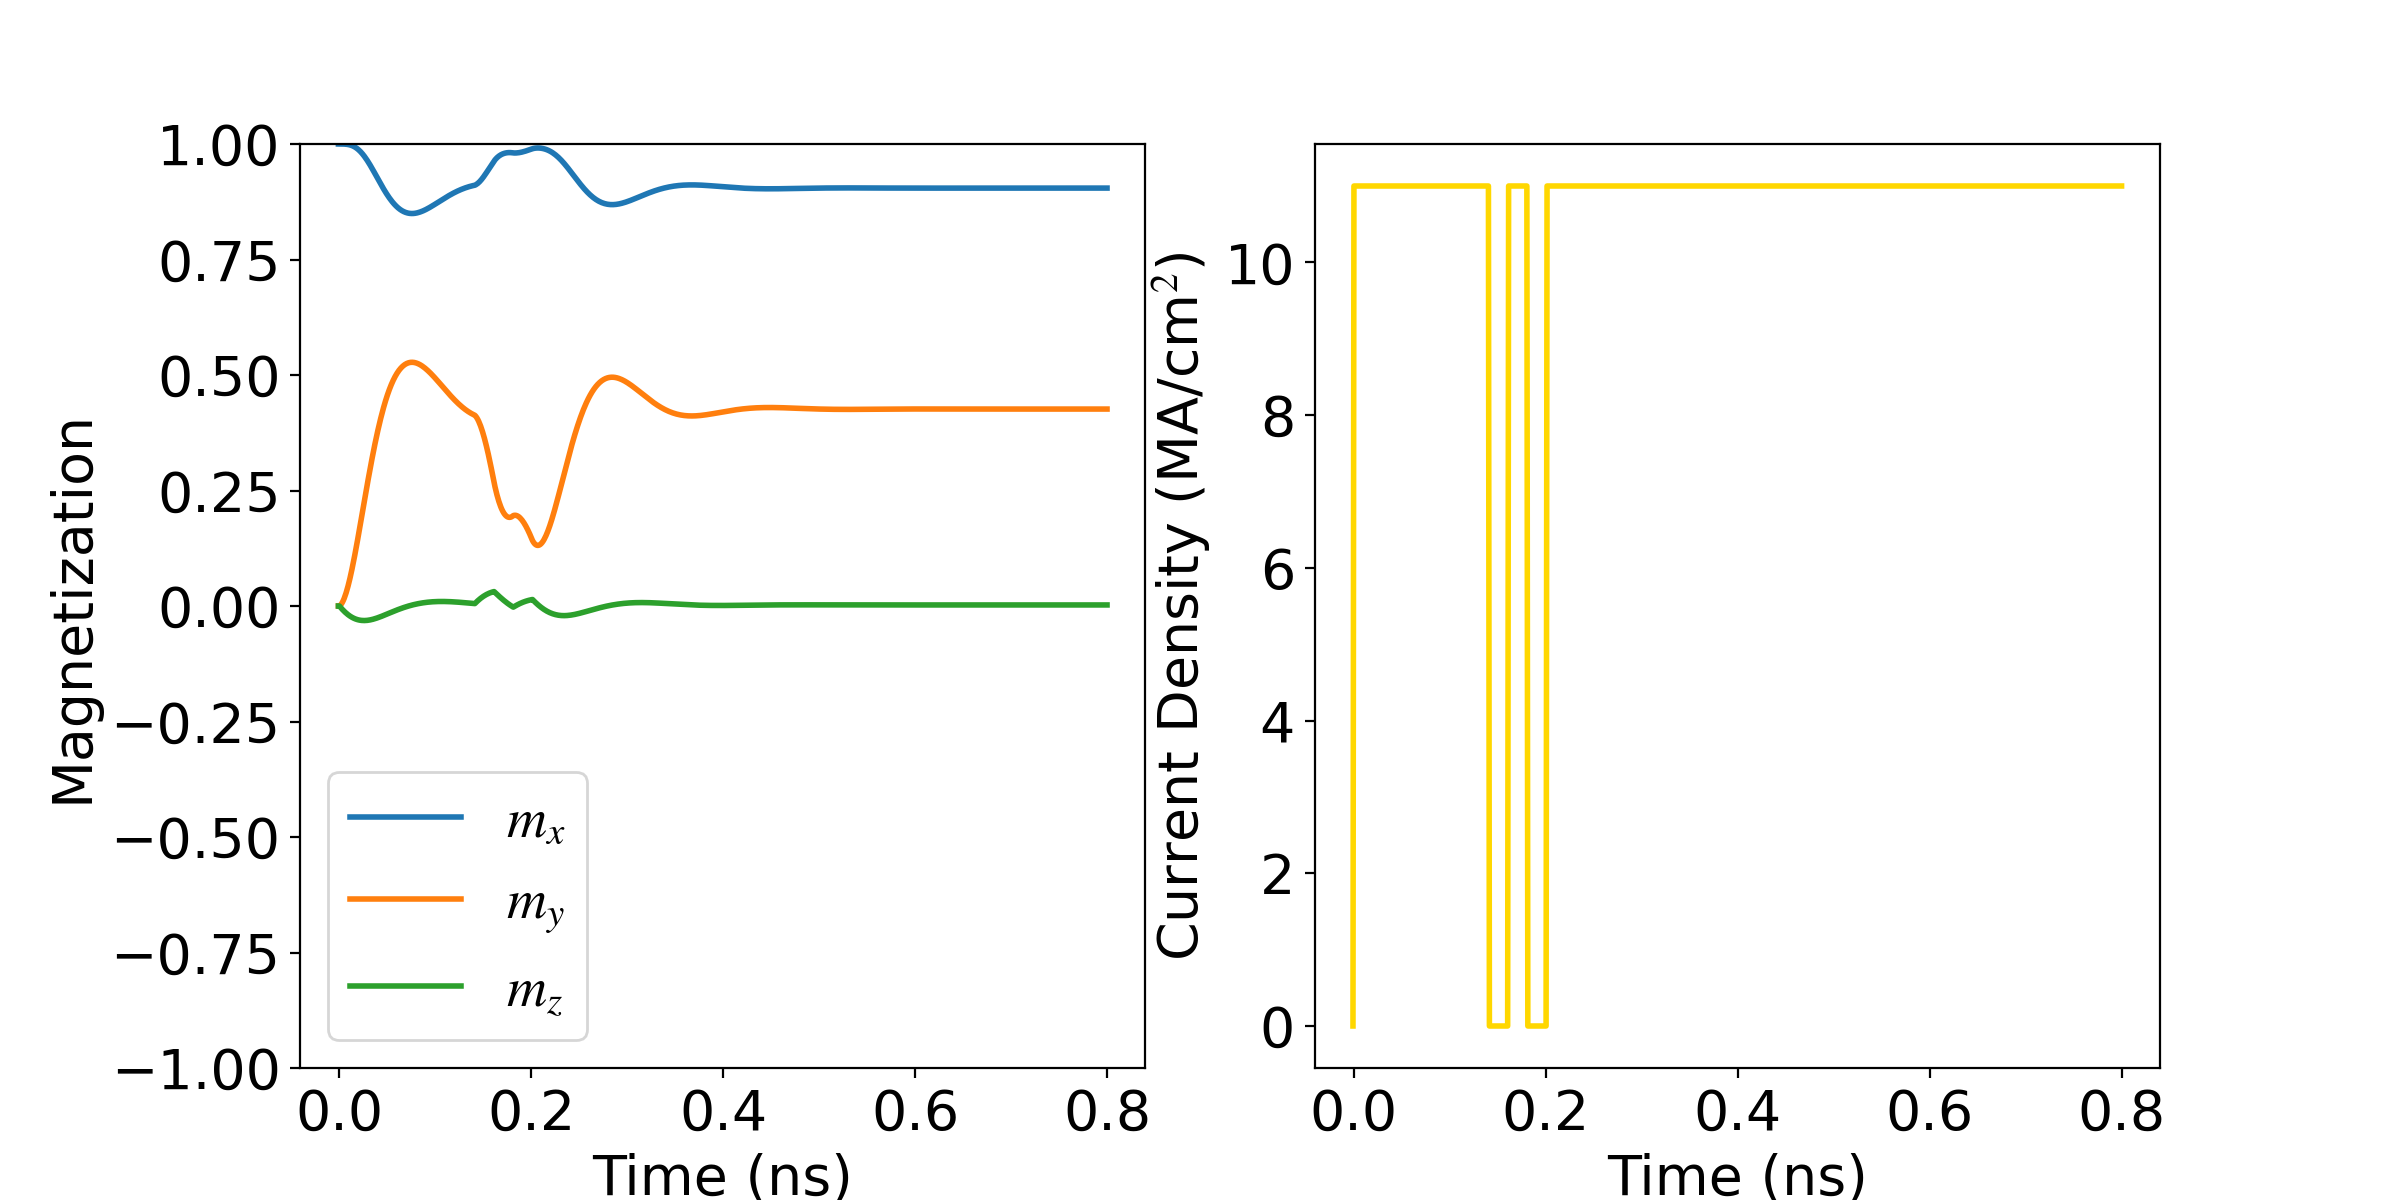 Magnetization
1.00
0.75
0.50
0.25
0.00
−0.25
−0.50
−0.75
−1.00
m_x
m_y
m_z
0.0 0.2 0.4 0.6 0.8
Time (ns)
Current Density (MA/cm²)
10
8
6
4
2
0
0.0 0.2 0.4 0.6 0.8
Time (ns)